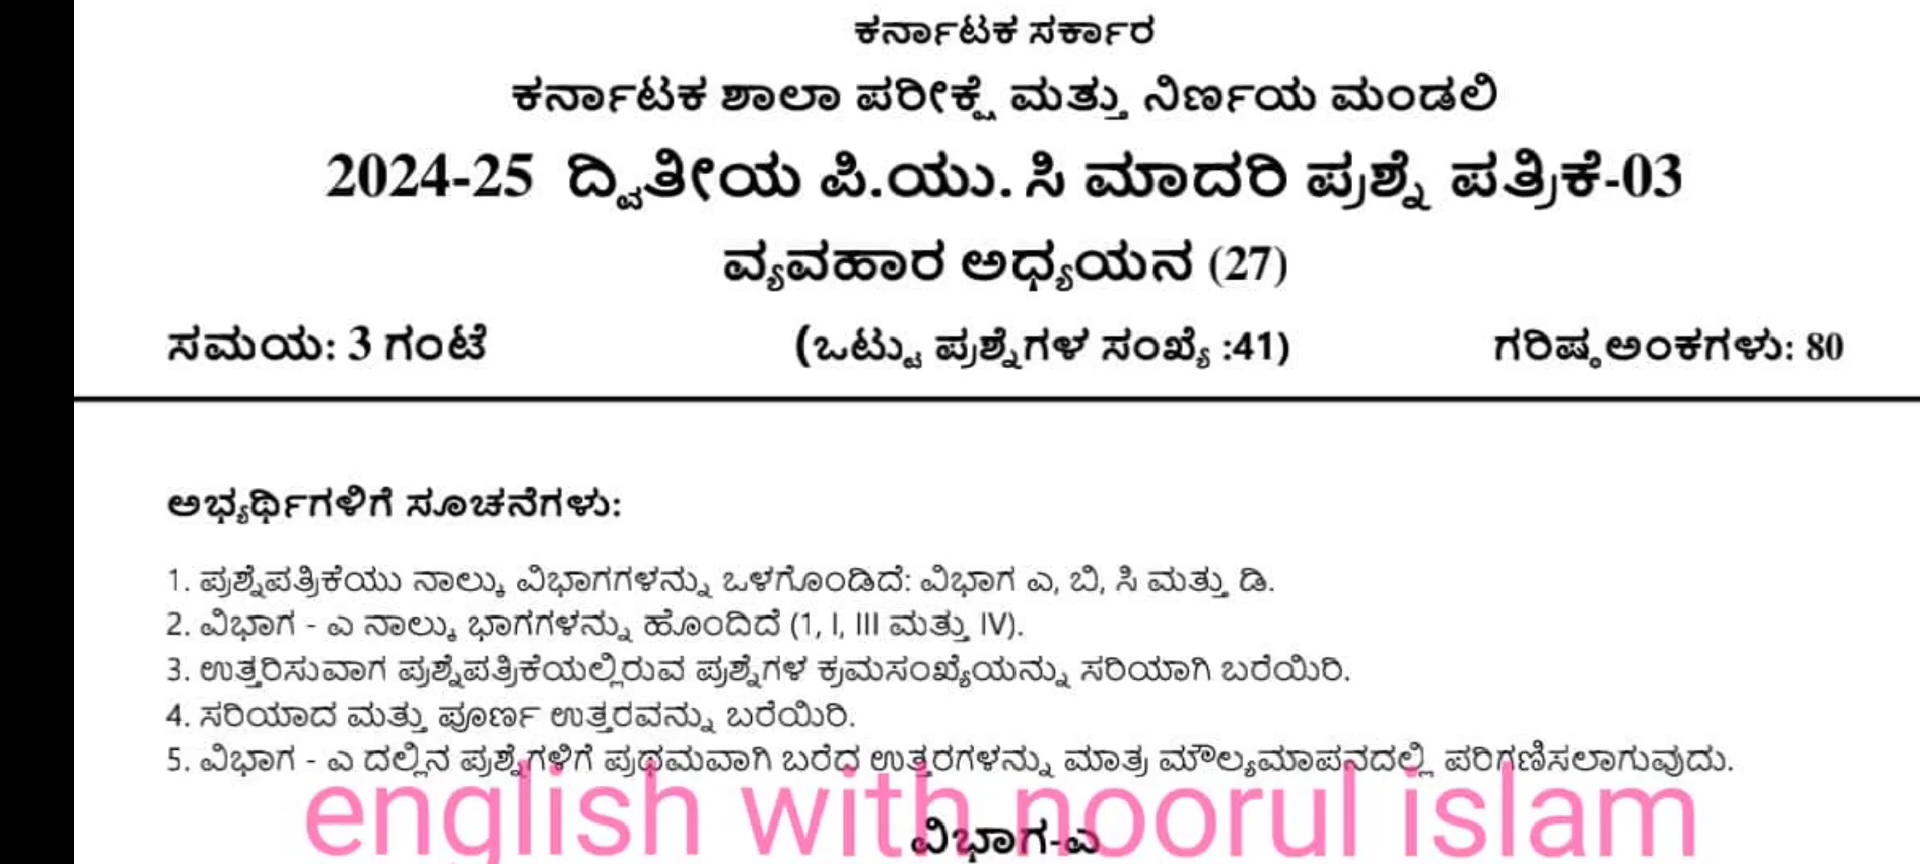 ಕರ್ನಾಟಕ ಸರ್ಕಾರ
ಕರ್ನಾಟಕ ಶಾಲಾ ಪರೀಕ್ಷೆ ಮತ್ತು ನಿರ್ಣಯ ಮಂಡಲಿ
2024-25 ದ್ವಿತೀಯ ಪಿ.ಯು. ಸಿ ಮಾದರಿ ಪ್ರಶ್ನೆ ಪತ್ರಿಕೆ-03
ವ್ಯವಹಾರ ಅಧ್ಯಯನ (27)
ಸಮಯ: 3 ಗಂಟೆ (ಒಟ್ಟು ಪ್ರಶ್ನೆಗಳ ಸಂಖ್ಯೆ :41) ಗರಿಷ್ಠ ಅಂಕಗಳು: 80
ಅಭ್ಯರ್ಥಿಗಳಿಗೆ ಸೂಚನೆಗಳು:
1. ಪ್ರಶ್ನೆಪತ್ರಿಕೆಯು ನಾಲ್ಕು ವಿಭಾಗಗಳನ್ನು ಒಳಗೊಂಡಿದೆ: ವಿಭಾಗ ಎ, ಬಿ, ಸಿ ಮತ್ತು ಡಿ.
2. ವಿಭಾಗ - ಎ ನಾಲ್ಕು ಭಾಗಗಳನ್ನು ಹೊಂದಿದೆ (1, I, III ಮತ್ತು IV).
3. ಉತ್ತರಿಸುವಾಗ ಪ್ರಶ್ನೆಪತ್ರಿಕೆಯಲ್ಲಿರುವ ಪ್ರಶ್ನೆಗಳ ಕ್ರಮಸಂಖ್ಯೆಯನ್ನು ಸರಿಯಾಗಿ ಬರೆಯಿರಿ.
4. ಸರಿಯಾದ ಮತ್ತು ಪೂರ್ಣ ಉತ್ತರವನ್ನು ಬರೆಯಿರಿ.
5. ವಿಭಾಗ - ಎ ದಲ್ಲಿನ ಪ್ರಶ್ನೆಗಳಿಗೆ ಪ್ರಥಮವಾಗಿ ಬರೆದ ಉತ್ತರಗಳನ್ನು ಮಾತ್ರ ಮೌಲ್ಯಮಾಪನದಲ್ಲಿ ಪರಿಗಣಿಸಲಾಗುವುದು.
english with noorul islam
ವಿಭಾಗ-ಎ